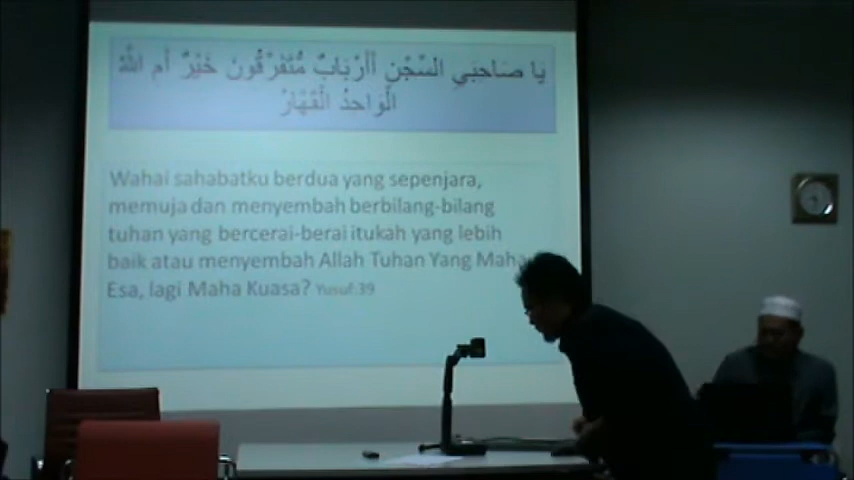 يا صَاحِبَيِ السِّجْنِ أَأَرْبَابٌ مُّتَفَرِّقُونَ خَيْرٌ أَمِ اللَّهُ
الْوَاحِدُ الْقَهَّارُ
Wahai sahabatku berdua yang sepenjara,
memuja dan menyembah berbilang-bilang
tuhan yang bercerai-berai itukah yang lebih
baik atau menyembah Allah Tuhan Yang Maha
Esa, lagi Maha Kuasa? Yusuf:39